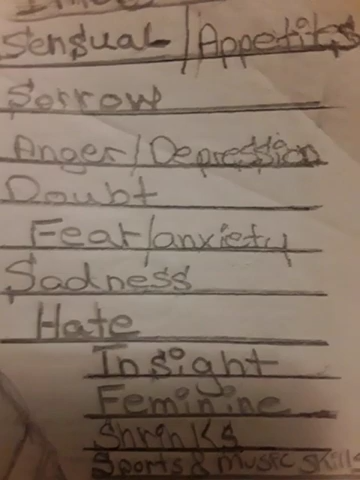 Sensual/Appetites
Sorrow
Anger/Depression
Doubt
Fear/anxiety
Sadness
Hate
Insight
Feminine
Shrinks
Sports & Music Skills